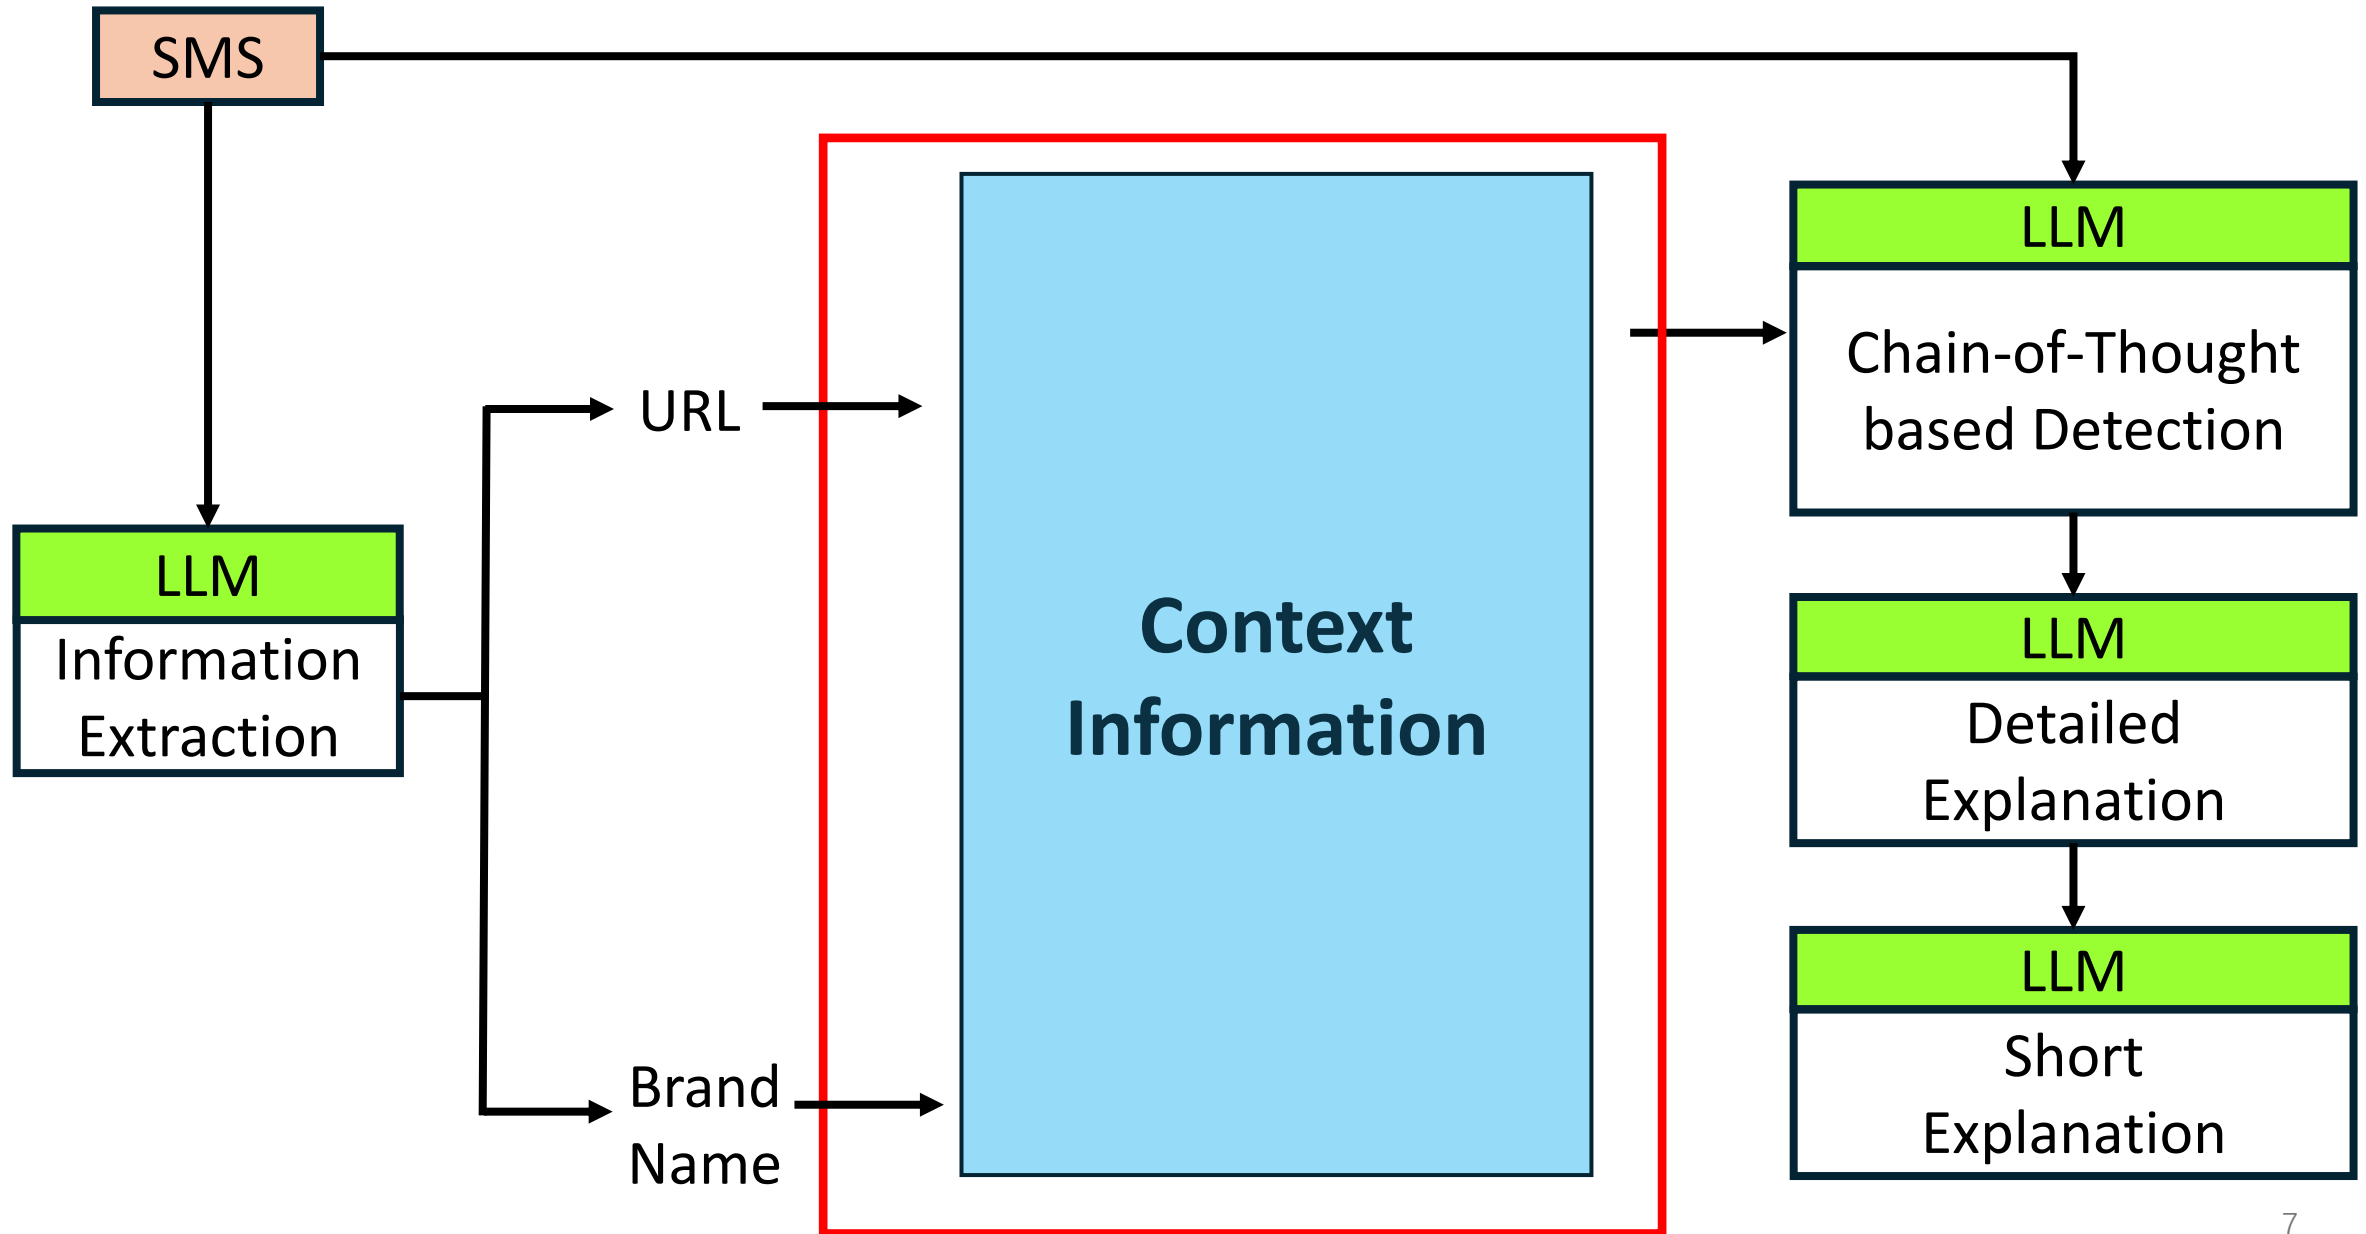 SMS
LLM
Information
Extraction
URL
Brand
Name
Context
Information
LLM
Chain-of-Thought
based Detection
LLM
Detailed
Explanation
LLM
Short
Explanation
7